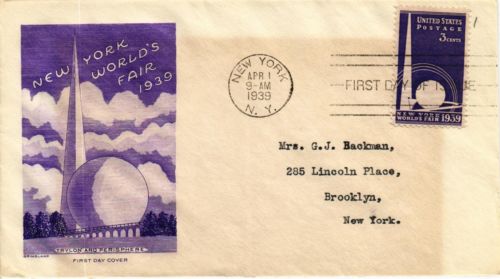 NEW YORK
WORLD'S
FAIR
1939
GRIMSLAND
TRYLON AND PERISPHERE
FIRST DAY COVER
NEW YORK
APR 1
9-AM
1939
N. Y.
FIRST DAY OF ISSUE
UNITED STATES
POSTAGE
3 CENTS
NEW YORK
WORLD'S FAIR 1939
Mrs. G.J. Backman,
285 Lincoln Place,
Brooklyn,
New York.